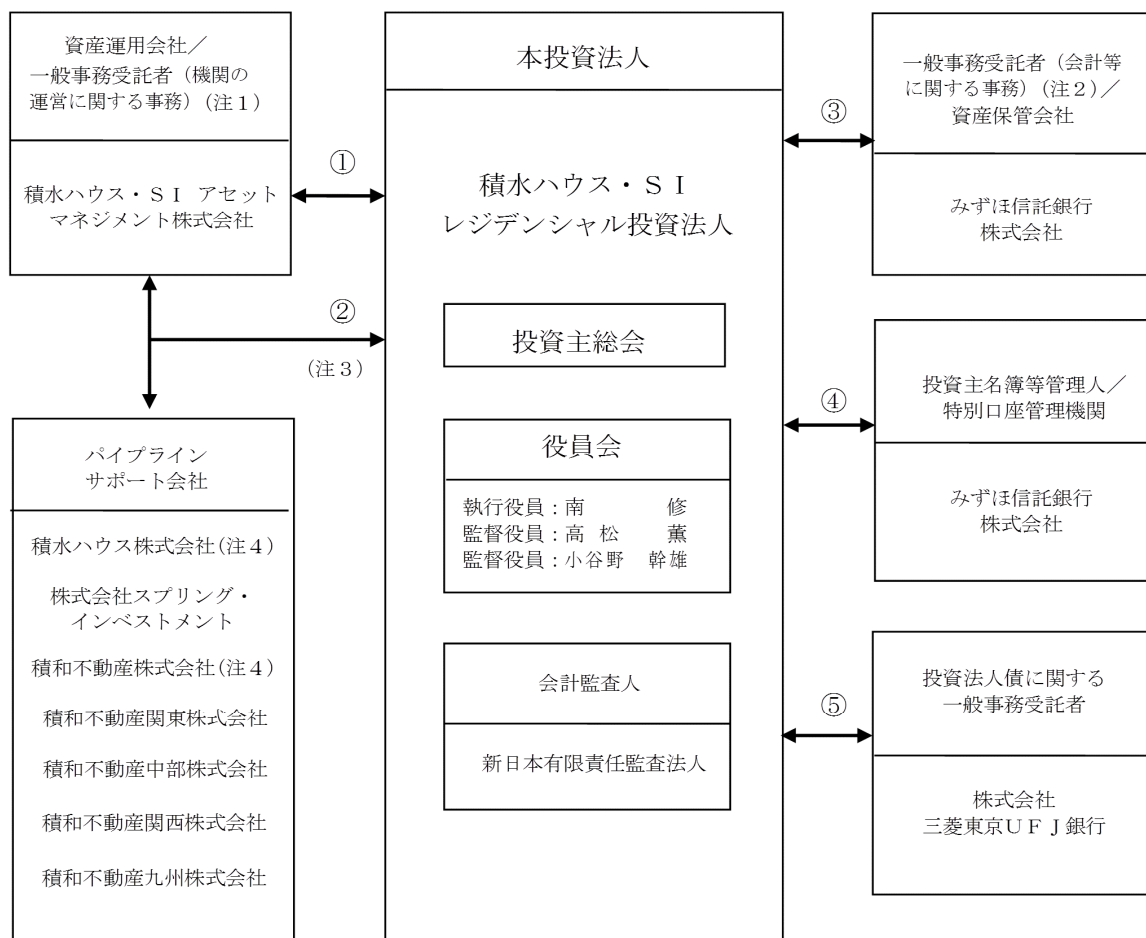 資産運用会社／
一般事務受託者（機関の
運営に関する事務）(注１)
積水ハウス・ＳＩ アセット
マネジメント株式会社
①
②
(注３)
パイプライン
サポート会社
積水ハウス株式会社(注４)
株式会社スプリング・
インベストメント
積和不動産株式会社(注４)
積和不動産関東株式会社
積和不動産中部株式会社
積和不動産関西株式会社
積和不動産九州株式会社
本投資法人
積水ハウス・ＳＩ
レジデンシャル投資法人
投資主総会
役員会
執行役員：南　　　修
監督役員：高 松　　薫
監督役員：小谷野　幹雄
会計監査人
新日本有限責任監査法人
③
一般事務受託者（会計等
に関する事務）(注２)／
資産保管会社
みずほ信託銀行
株式会社
④
投資主名簿等管理人／
特別口座管理機関
みずほ信託銀行
株式会社
⑤
投資法人債に関する
一般事務受託者
株式会社
三菱東京ＵＦＪ銀行